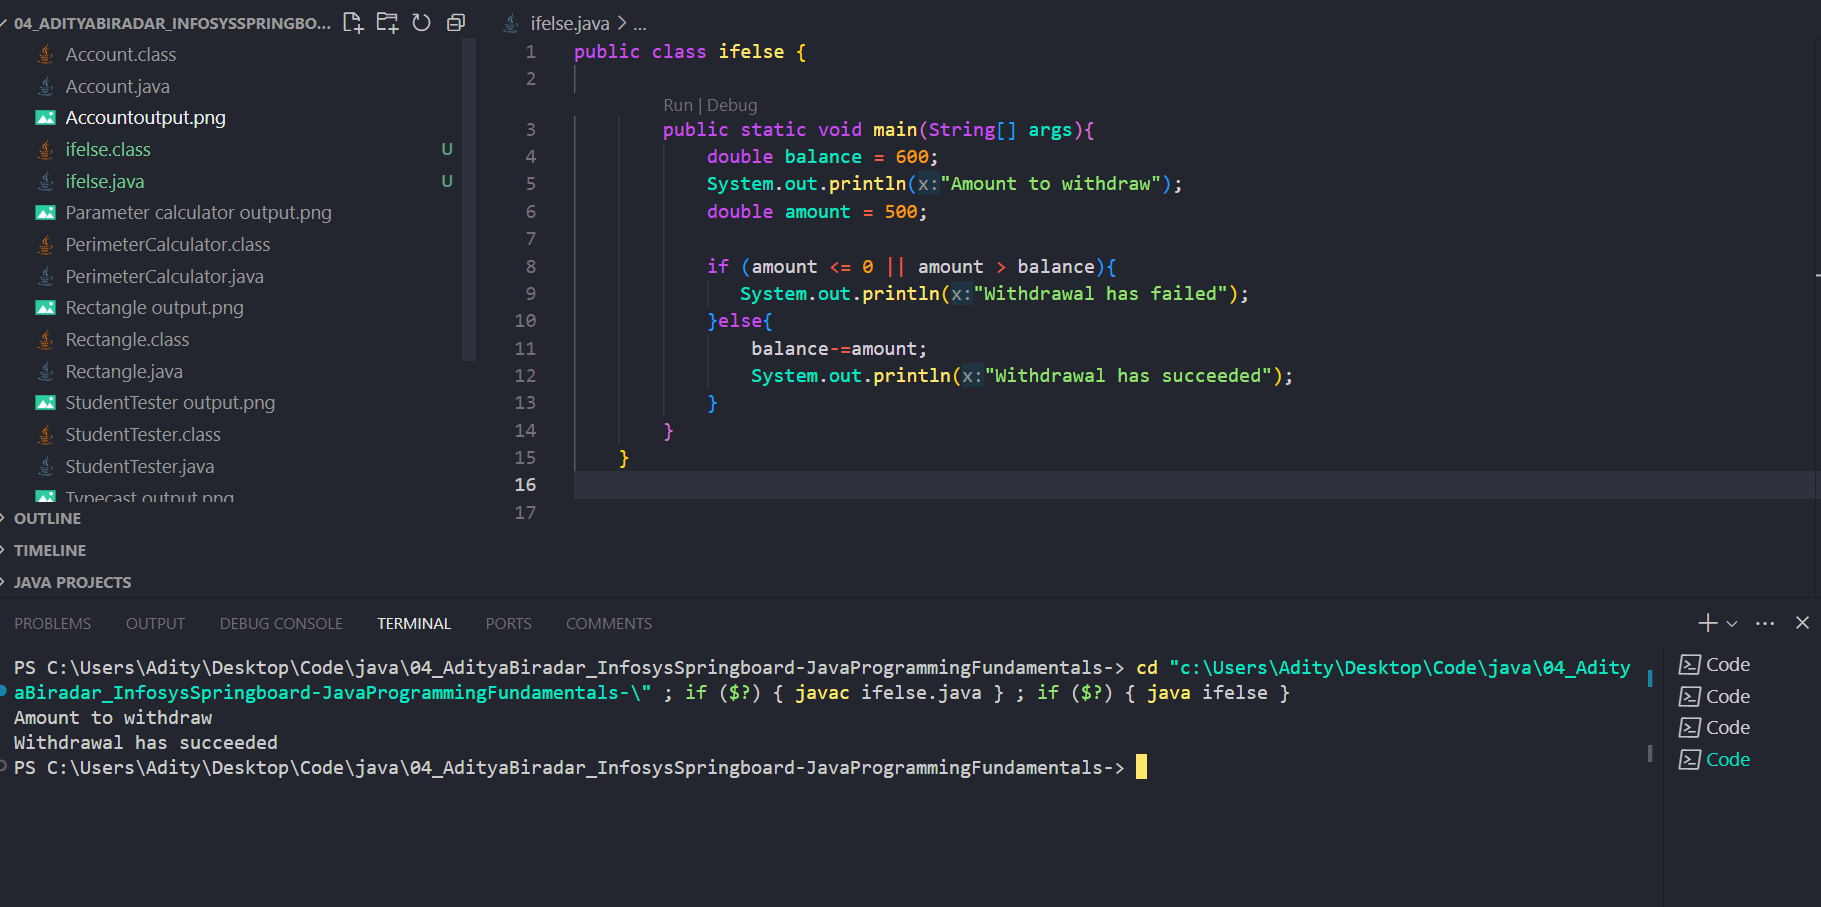 04_ADITYABIRADAR_INFOSYSSPRINGBO...
Account.class
Account.java
Accountoutput.png
ifelse.class U
ifelse.java U
Parameter calculator output.png
PerimeterCalculator.class
PerimeterCalculator.java
Rectangle output.png
Rectangle.class
Rectangle.java
StudentTester output.png
StudentTester.class
StudentTester.java
Typecast output.png
OUTLINE
TIMELINE
JAVA PROJECTS
ifelse.java > ...
1 public class ifelse {
2
Run | Debug
3 public static void main(String[] args){
4 double balance = 600;
5 System.out.println(x:"Amount to withdraw");
6 double amount = 500;
7
8 if (amount <= 0 || amount > balance){
9 System.out.println(x:"Withdrawal has failed");
10 }else{
11 balance-=amount;
12 System.out.println(x:"Withdrawal has succeeded");
13 }
14 }
15 }
16
17
PROBLEMS OUTPUT DEBUG CONSOLE TERMINAL PORTS COMMENTS
PS C:\Users\Adity\Desktop\Code\java\04_AdityaBiradar_InfosysSpringboard-JavaProgrammingFundamentals-> cd "c:\Users\Adity\Desktop\Code\java\04_Adity
aBiradar_InfosysSpringboard-JavaProgrammingFundamentals-\" ; if ($?) { javac ifelse.java } ; if ($?) { java ifelse }
Amount to withdraw
Withdrawal has succeeded
PS C:\Users\Adity\Desktop\Code\java\04_AdityaBiradar_InfosysSpringboard-JavaProgrammingFundamentals->
Code
Code
Code
Code